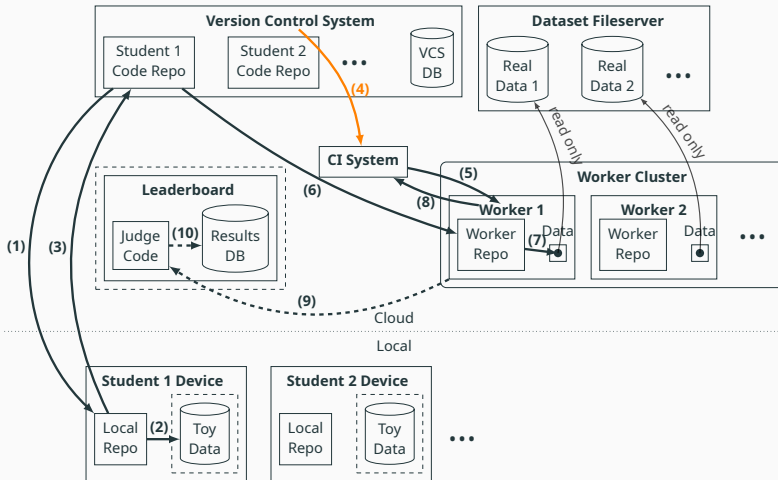 Version Control System
Student 1
Code Repo
Student 2
Code Repo
•••
VCS
DB
Dataset Fileserver
Real
Data 1
Real
Data 2
•••
(4)
read only
read only
CI System
(5)
(6)
(8)
Worker Cluster
Leaderboard
Judge
Code
(10)
Results
DB
Worker 1
Worker
Repo
(7)
Data
Worker 2
Worker
Repo
Data
•••
(1)
(3)
(9)
Cloud
Local
Student 1 Device
Local
Repo
(2)
Toy
Data
Student 2 Device
Local
Repo
Toy
Data
•••